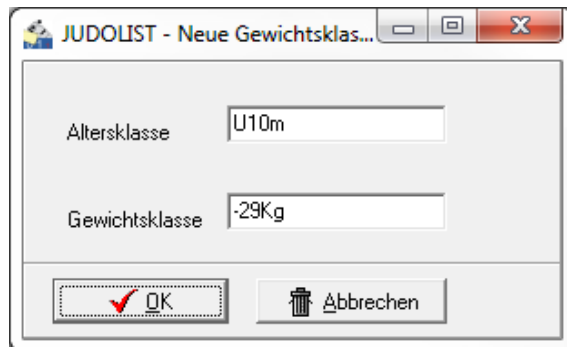 JUDOLIST - Neue Gewichtsklas...
Altersklasse U10m
Gewichtsklasse -29Kg
OK Abbrechen